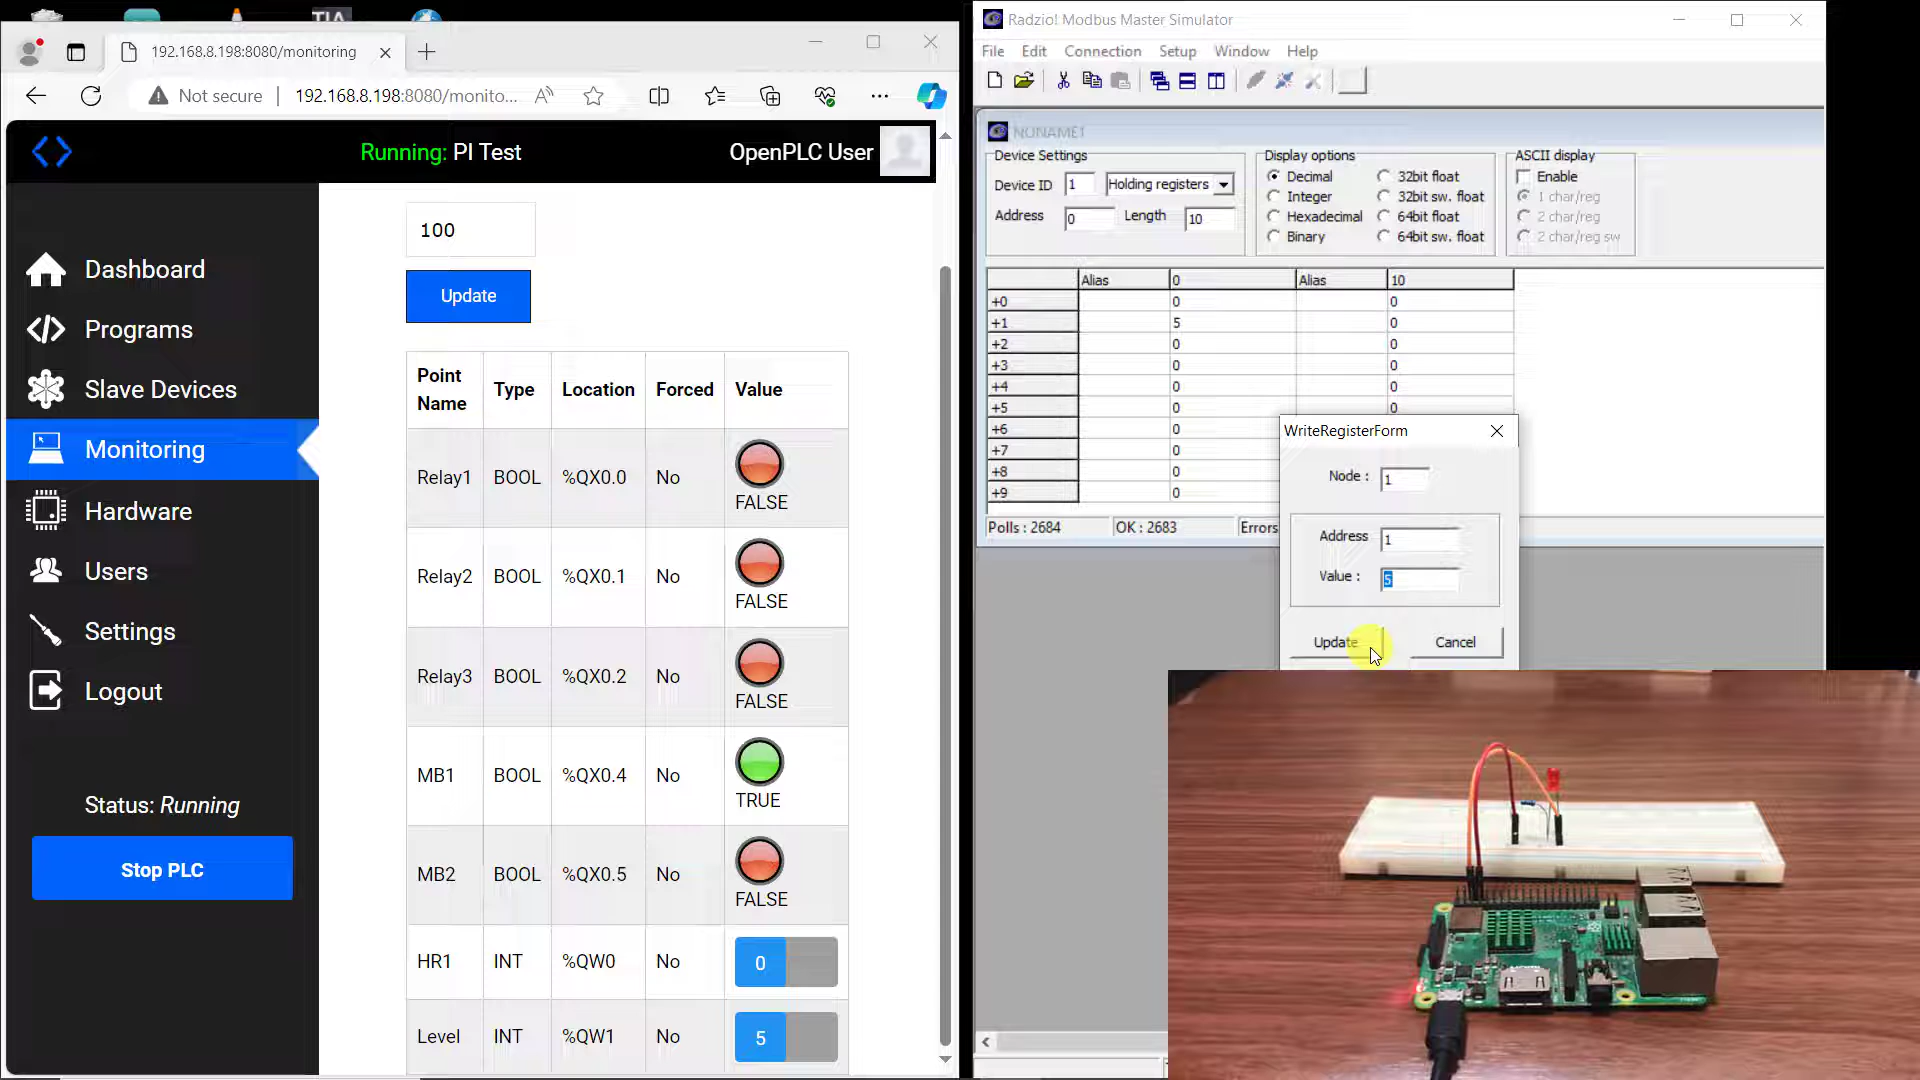 TIA
192.168.8.198:8080/monitoring
Not secure
192.168.8.198:8080/monito...
Running: PI Test
OpenPLC User
100
Update
Dashboard
Programs
Slave Devices
Monitoring
Hardware
Users
Settings
Logout
Status: Running
Stop PLC
Point Name Type Location Forced Value
Relay1 BOOL %QX0.0 No FALSE
Relay2 BOOL %QX0.1 No FALSE
Relay3 BOOL %QX0.2 No FALSE
MB1 BOOL %QX0.4 No TRUE
MB2 BOOL %QX0.5 No FALSE
HR1 INT %QW0 No 0
Level INT %QW1 No 5
Radzio! Modbus Master Simulator
File Edit Connection Setup Window Help
NONAME1
Device Settings
Device ID 1 Holding registers
Address 0 Length 10
Display options
Decimal 32bit float
Integer 32bit sw. float
Hexadecimal 64bit float
Binary 64bit sw. float
ASCII display
Enable
1 char/reg
2 char/reg
2 char/reg sw
Alias 0 Alias 10
+0 0 0
+1 5 0
+2 0 0
+3 0 0
+4 0 0
+5 0 0
+6 0
+7 0
+8 0
+9 0
Polls : 2684 OK : 2683 Errors
WriteRegisterForm
Node : 1
Address 1
Value : 5
Update Cancel